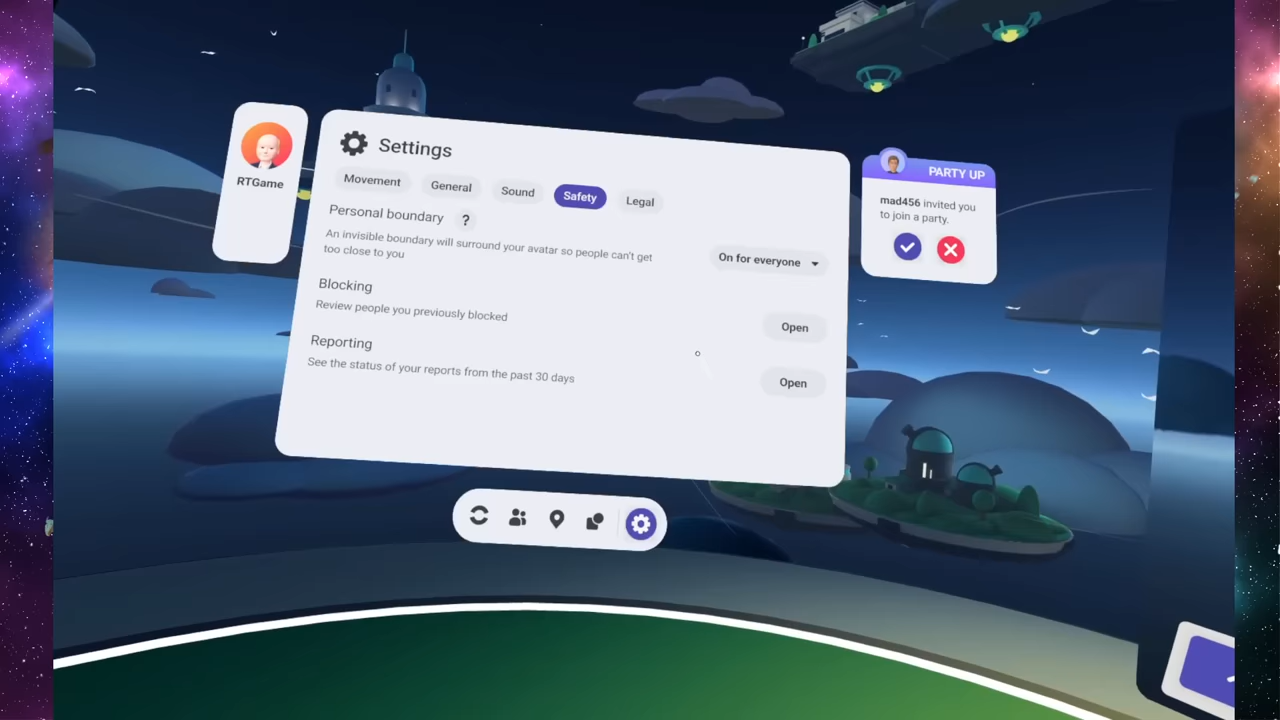 RTGame
Settings
Movement General Sound Safety Legal
Personal boundary ?
An invisible boundary will surround your avatar so people can't get
too close to you
On for everyone
Blocking
Review people you previously blocked
Open
Reporting
See the status of your reports from the past 30 days
Open
PARTY UP
mad456 invited you
to join a party.